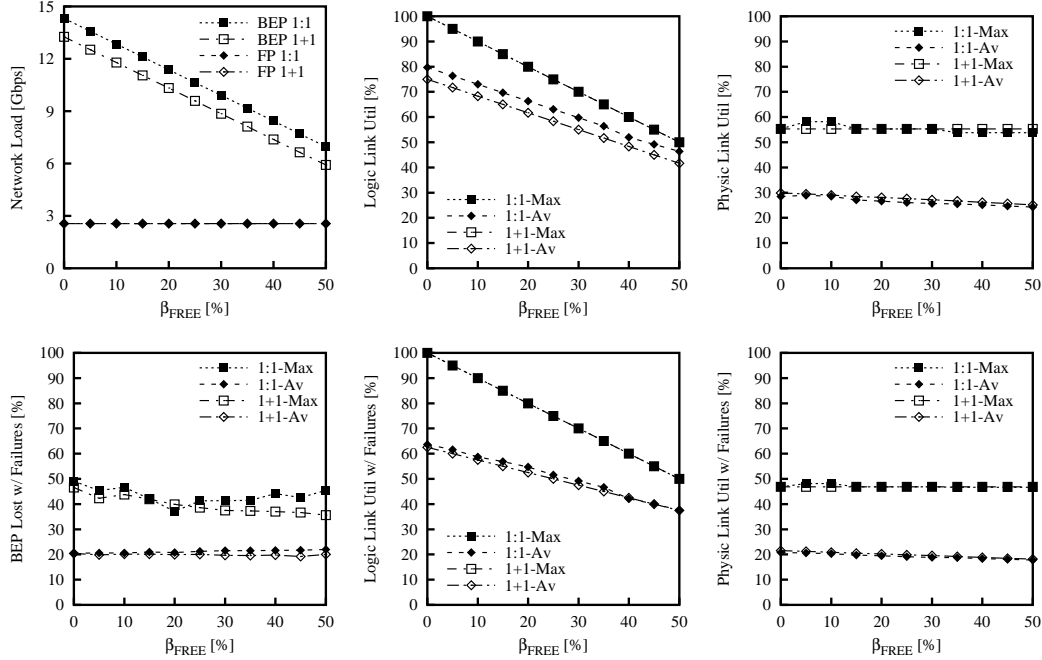 15
12
9
6
3
0
Network Load [Gbps]
BEP 1:1
BEP 1+1
FP 1:1
FP 1+1
0 10 20 30 40 50
βFREE [%]
100
90
80
70
60
50
40
30
20
10
0
Logic Link Util [%]
1:1-Max
1:1-Av
1+1-Max
1+1-Av
0 10 20 30 40 50
βFREE [%]
100
90
80
70
60
50
40
30
20
10
0
Physic Link Util [%]
1:1-Max
1:1-Av
1+1-Max
1+1-Av
0 10 20 30 40 50
βFREE [%]
100
90
80
70
60
50
40
30
20
10
0
BEP Lost w/ Failures [%]
1:1-Max
1:1-Av
1+1-Max
1+1-Av
0 10 20 30 40 50
βFREE [%]
100
90
80
70
60
50
40
30
20
10
0
Logic Link Util w/ Failures [%]
1:1-Max
1:1-Av
1+1-Max
1+1-Av
0 10 20 30 40 50
βFREE [%]
100
90
80
70
60
50
40
30
20
10
0
Physic Link Util w/ Failures [%]
1:1-Max
1:1-Av
1+1-Max
1+1-Av
0 10 20 30 40 50
βFREE [%]